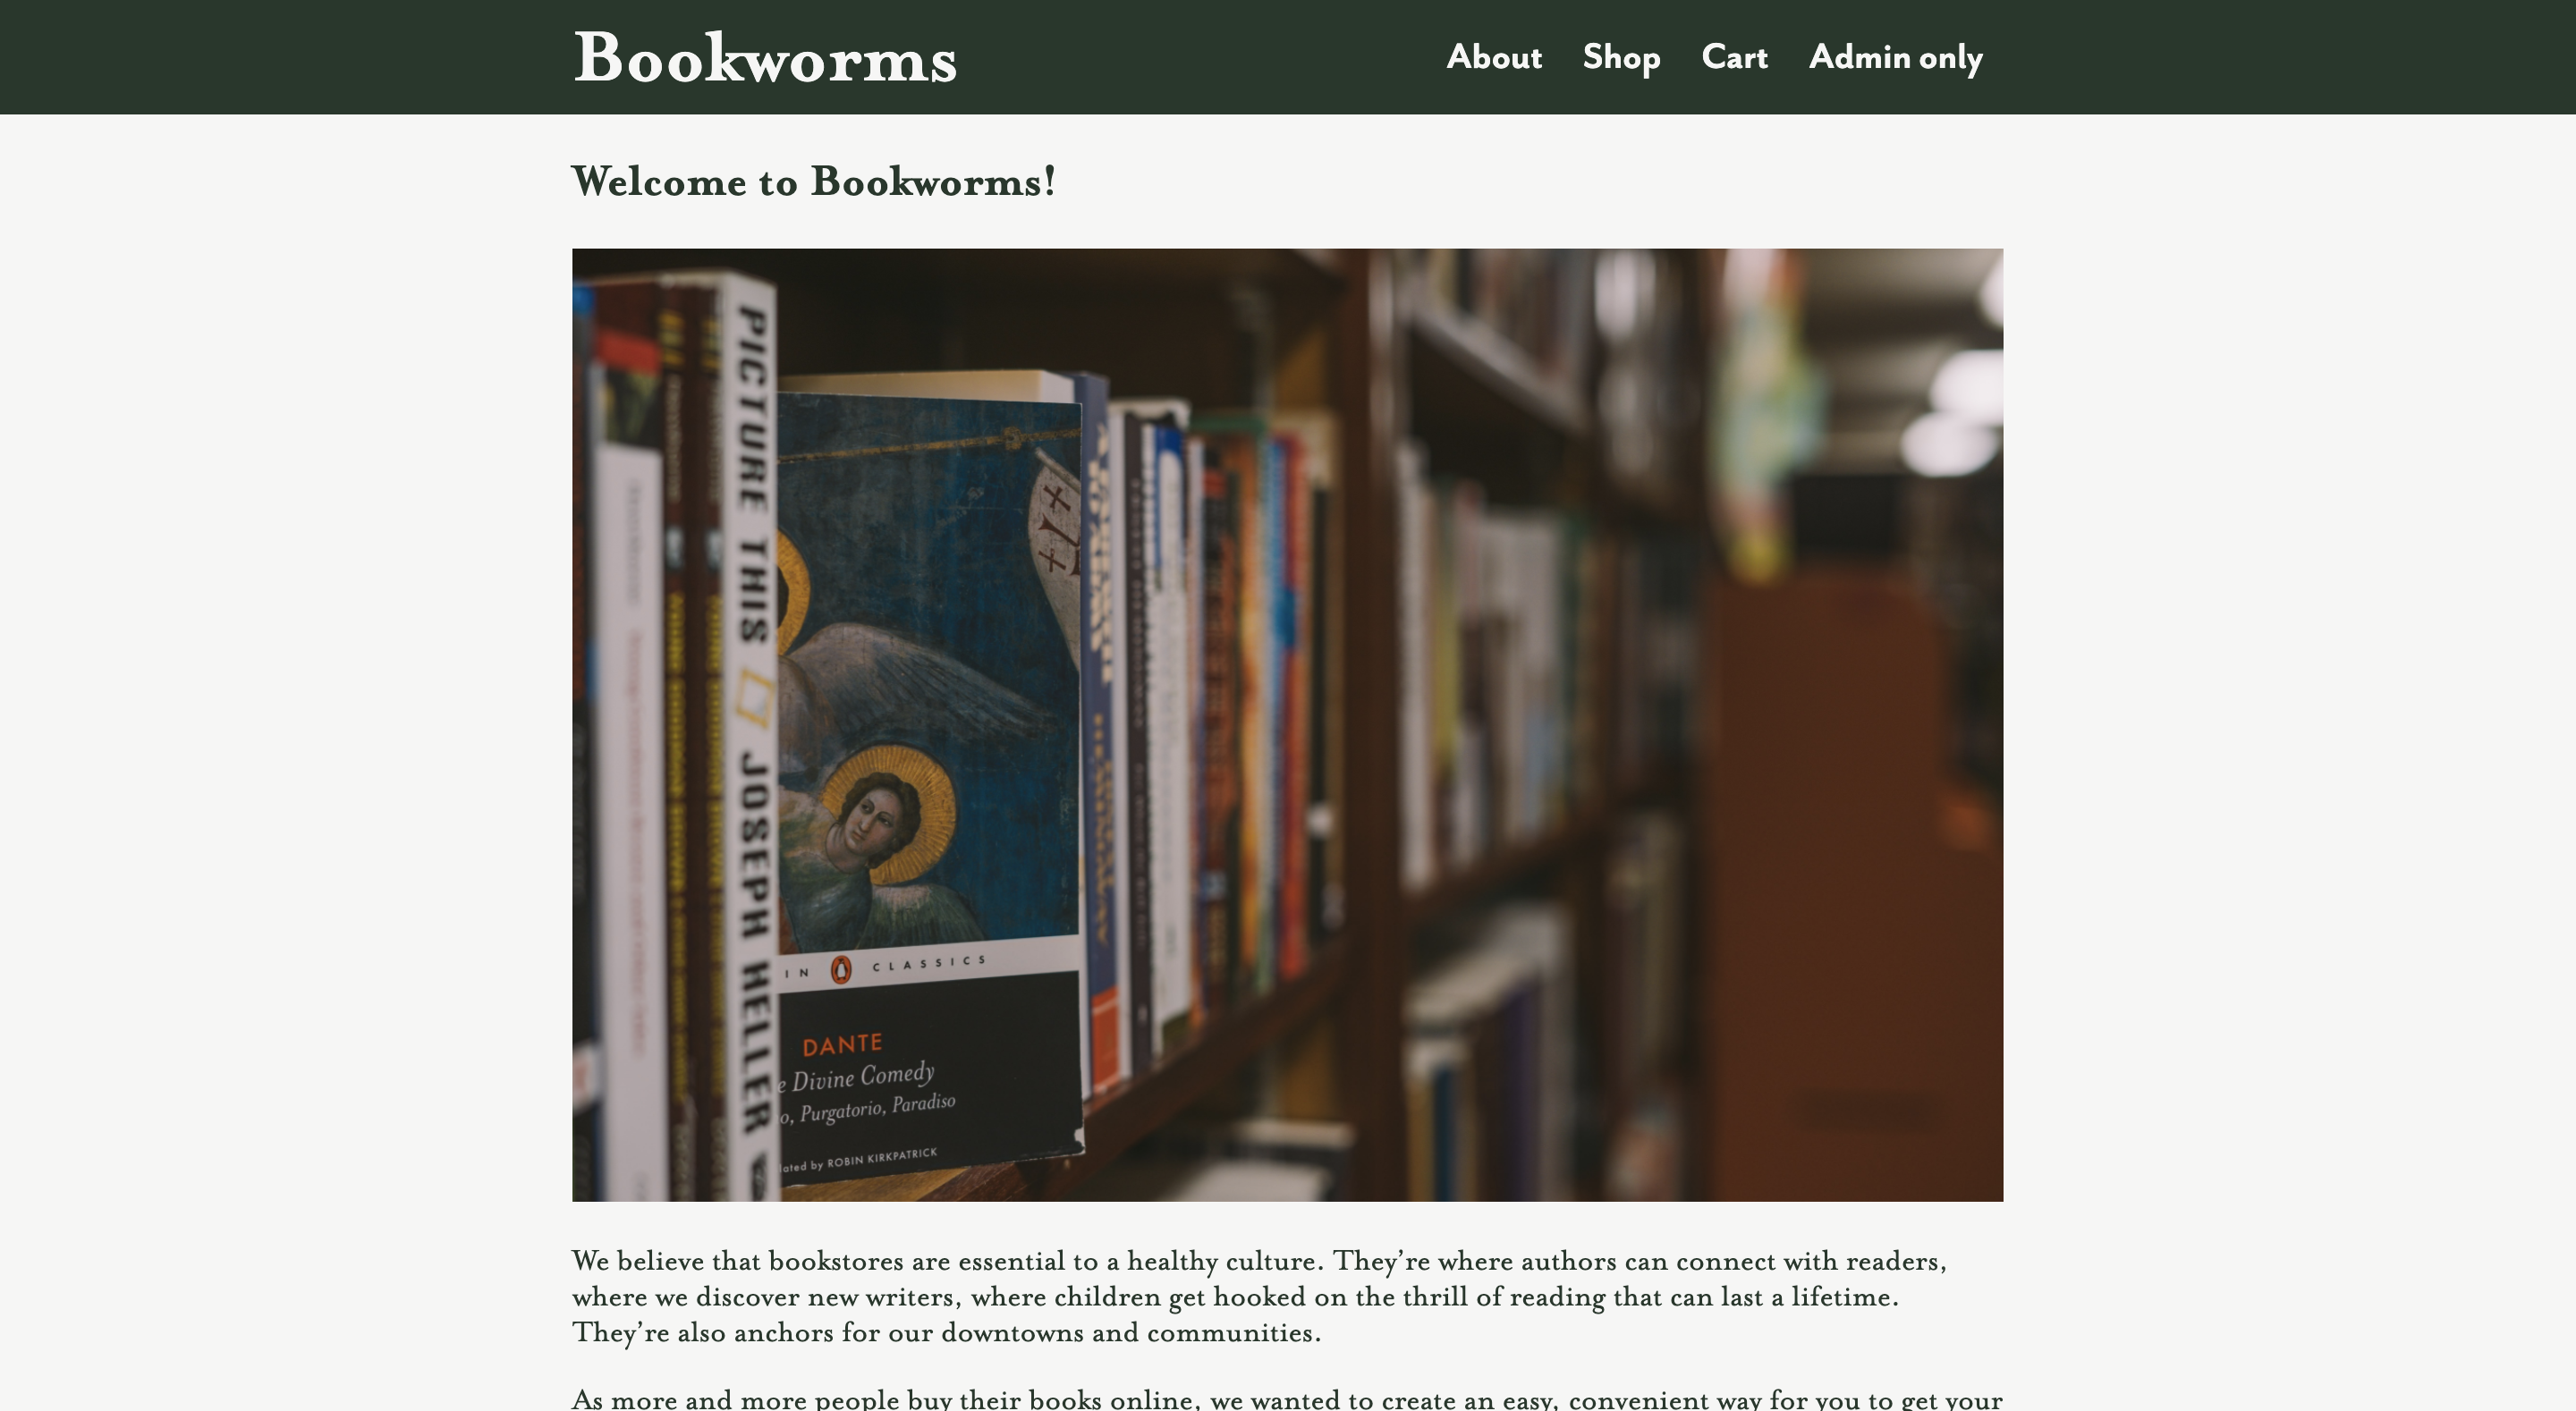 Bookworms
About Shop Cart Admin only
Welcome to Bookworms!
PICTURE THIS JOSEPH HELLER
IN CLASSICS
DANTE
e Divine Comedy
o, Purgatorio, Paradiso
lated by ROBIN KIRKPATRICK
We believe that bookstores are essential to a healthy culture. They’re where authors can connect with readers,
where we discover new writers, where children get hooked on the thrill of reading that can last a lifetime.
They’re also anchors for our downtowns and communities.
As more and more people buy their books online, we wanted to create an easy, convenient way for you to get your